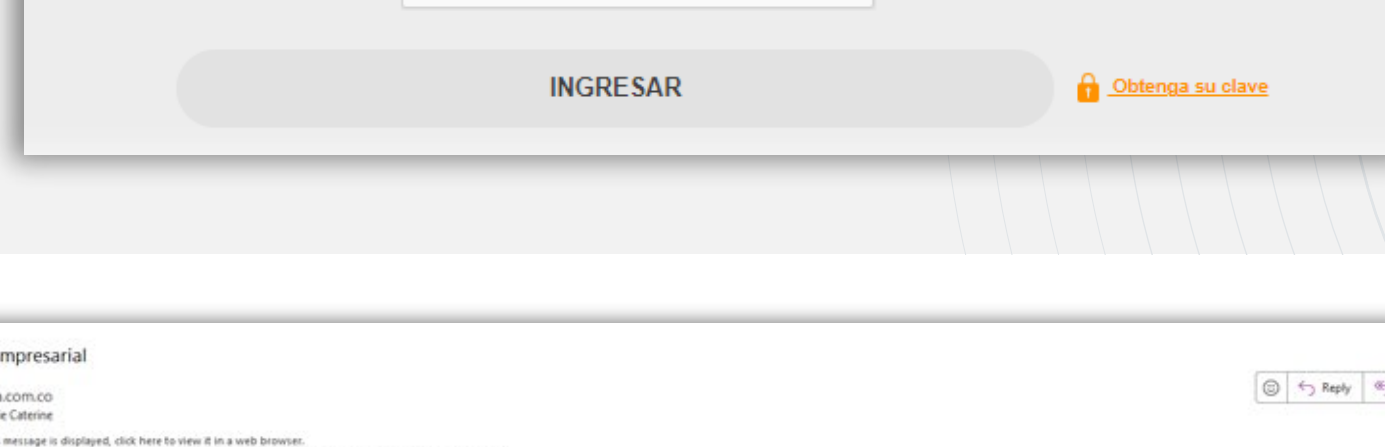 INGRESAR
Obtenga su clave
mpresarial
.com.co
Reply
e Caterine
message is displayed, click here to view it in a web browser.